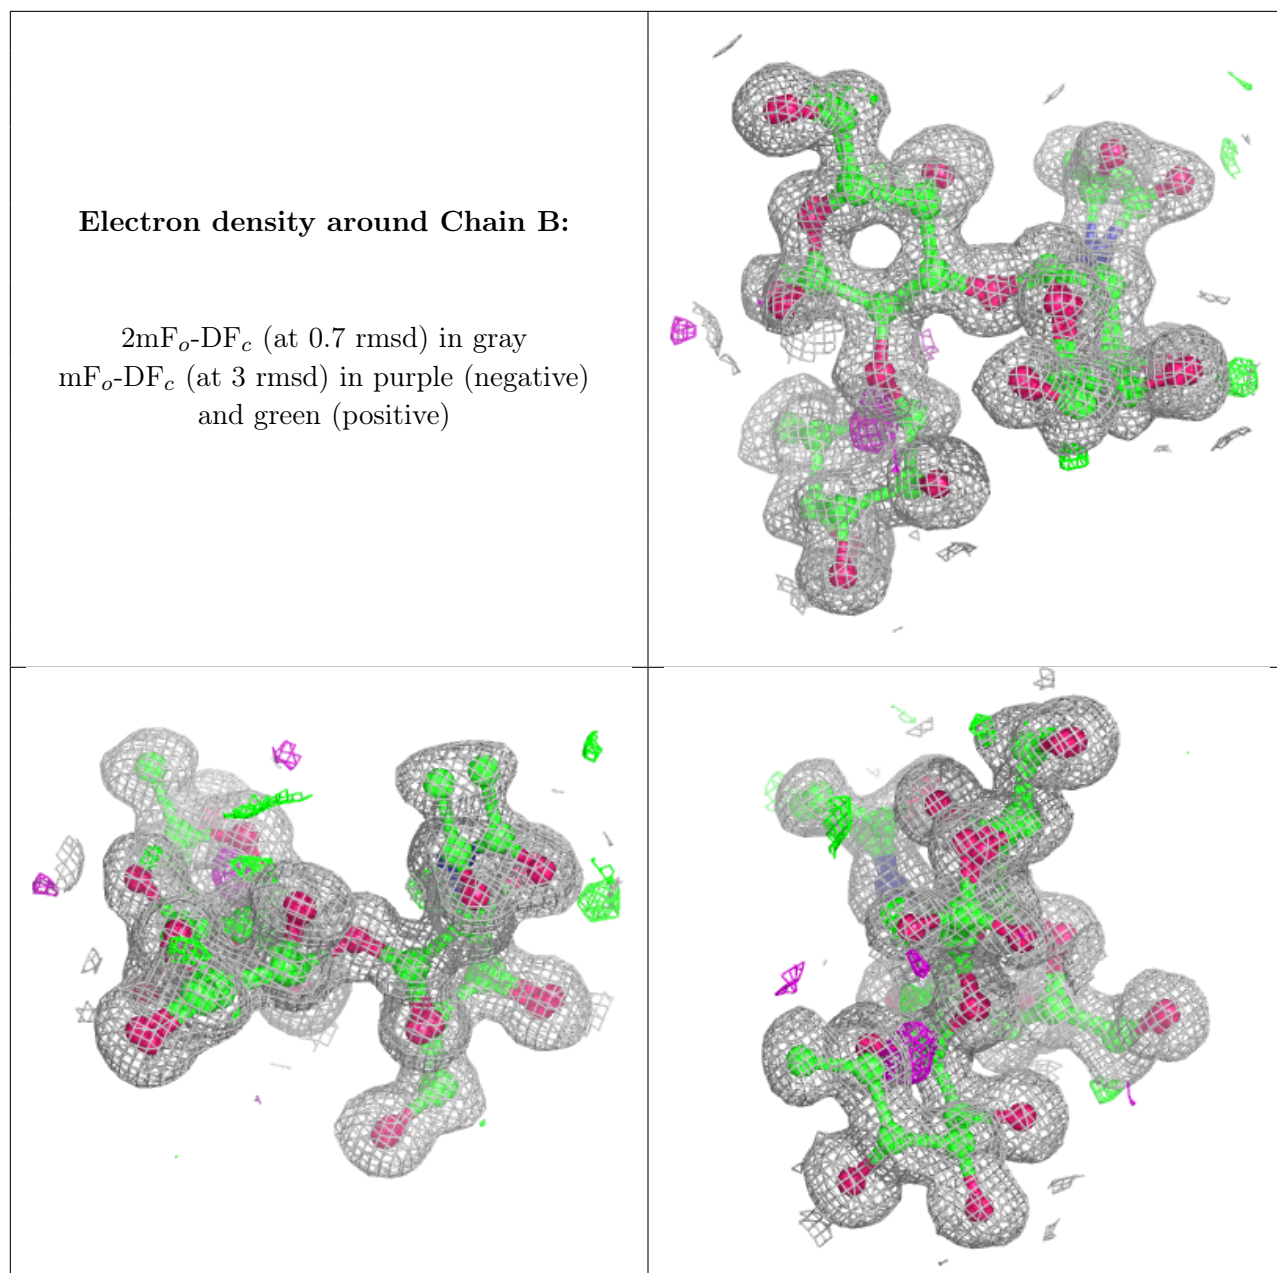 Electron density around Chain B:
2mFo-DFc (at 0.7 rmsd) in gray
mFo-DFc (at 3 rmsd) in purple (negative)
and green (positive)